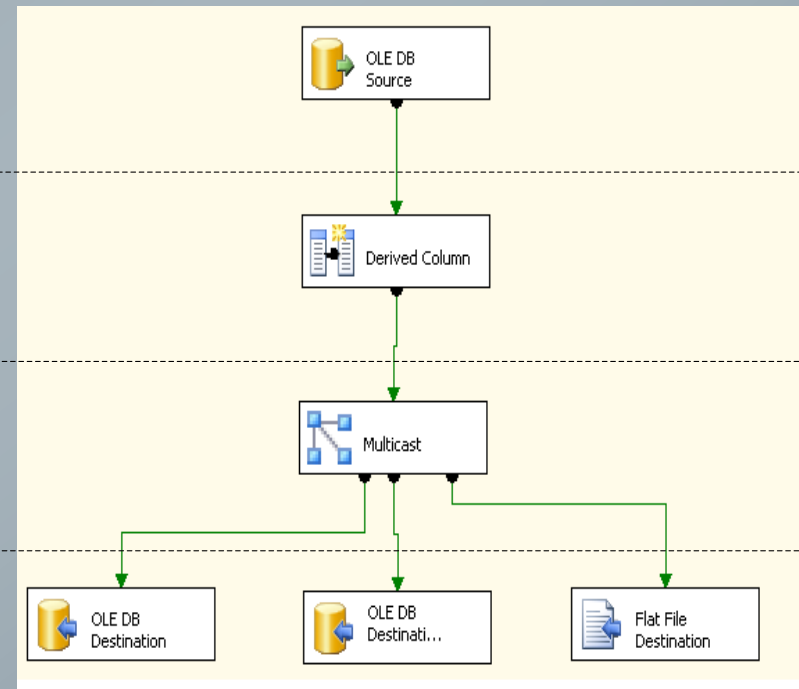 OLE DB
Source
Derived Column
Multicast
OLE DB
Destination
OLE DB
Destinati...
Flat File
Destination